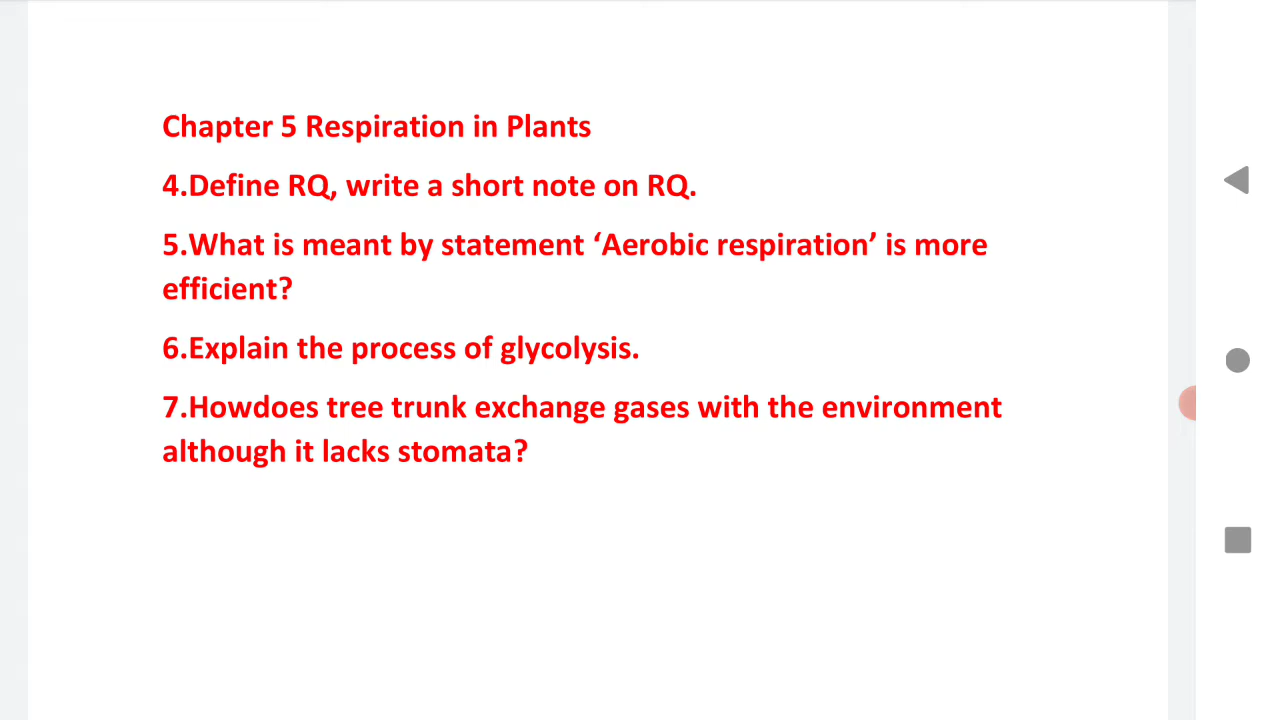 Chapter 5 Respiration in Plants
4.Define RQ, write a short note on RQ.
5.What is meant by statement ‘Aerobic respiration’ is more
efficient?
6.Explain the process of glycolysis.
7.Howdoes tree trunk exchange gases with the environment
although it lacks stomata?